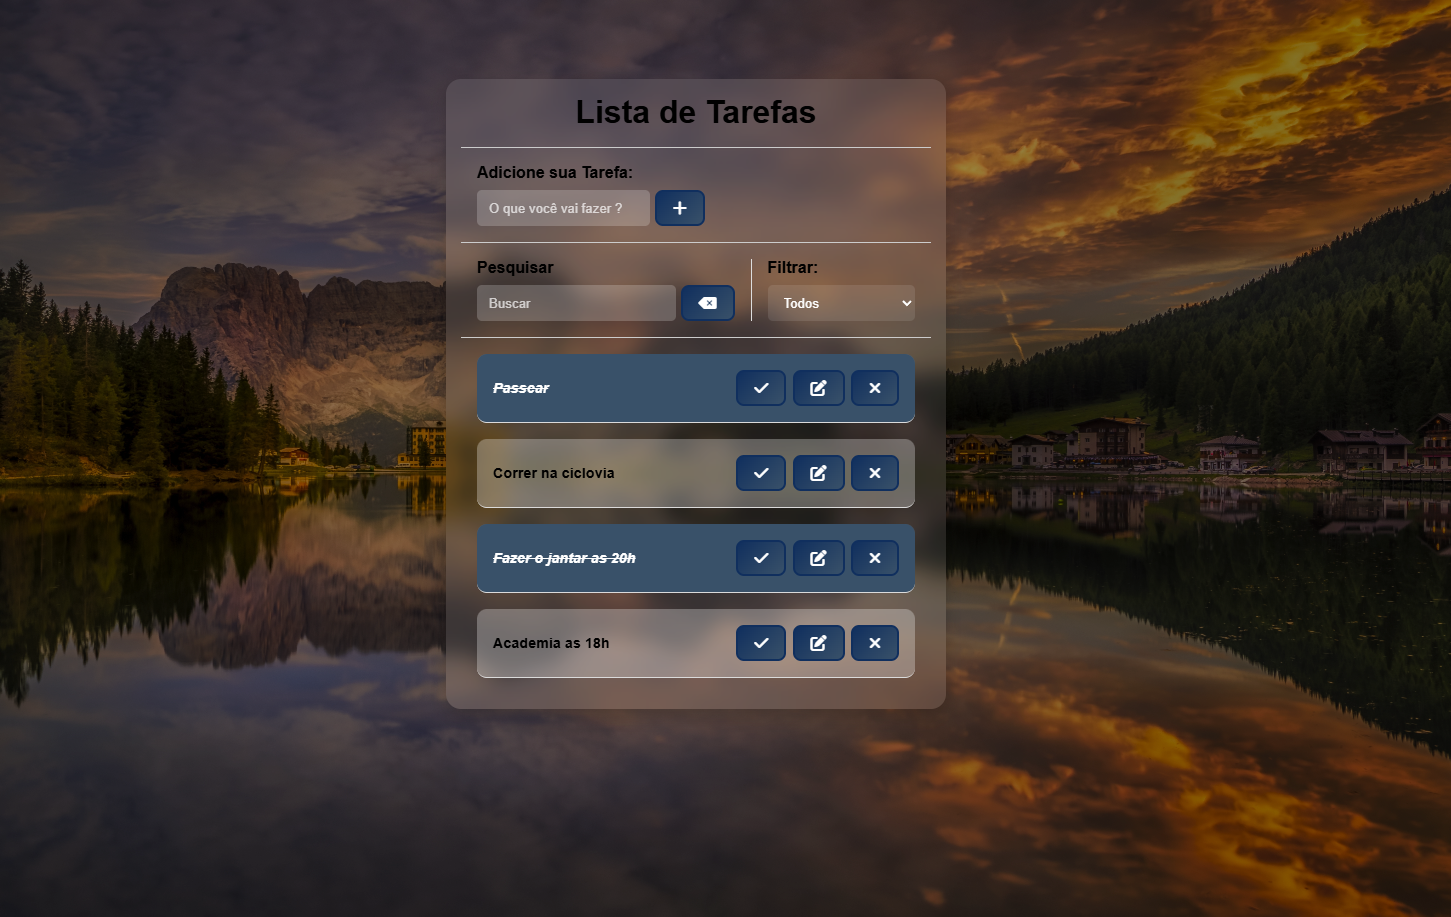 Lista de Tarefas
Adicione sua Tarefa:
O que você vai fazer ?
Pesquisar
Buscar
Filtrar:
Todos
Passear
Correr na ciclovia
Fazer o jantar as 20h
Academia as 18h